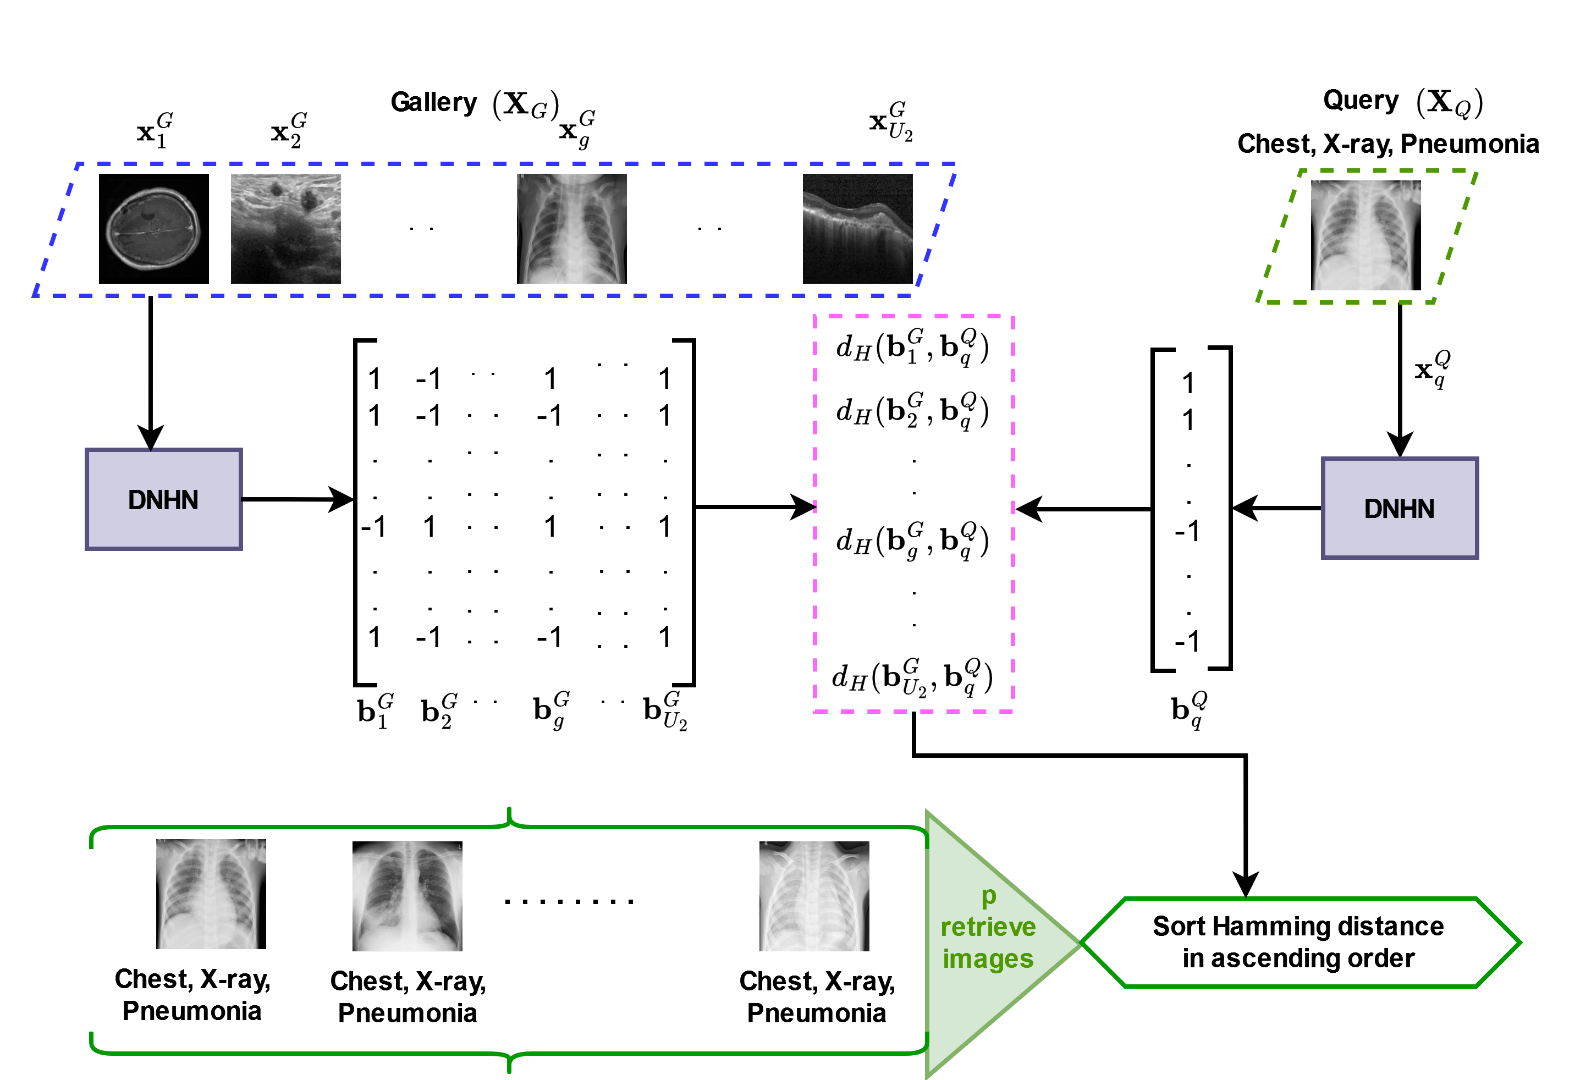 Gallery (X_G)
x_1^G x_2^G x_g^G x_{U_2}^G
Query (X_Q)
Chest, X-ray, Pneumonia
x_q^Q
DNHN
1 -1 . . 1 . . 1
1 -1 . . -1 . . 1
. . . . . . . .
. . . . . . . .
-1 1 . . 1 . . 1
. . . . . . . .
. . . . . . . .
1 -1 . . -1 . . 1
b_1^G b_2^G . . b_g^G . . b_{U_2}^G
d_H(b_1^G, b_q^Q)
d_H(b_2^G, b_q^Q)
.
.
d_H(b_g^G, b_q^Q)
.
.
d_H(b_{U_2}^G, b_q^Q)
1
1
.
.
-1
.
.
-1
b_q^Q
DNHN
Sort Hamming distance
in ascending order
p
retrieve
images
Chest, X-ray,
Pneumonia
Chest, X-ray,
Pneumonia
. . . . . . . . .
Chest, X-ray,
Pneumonia